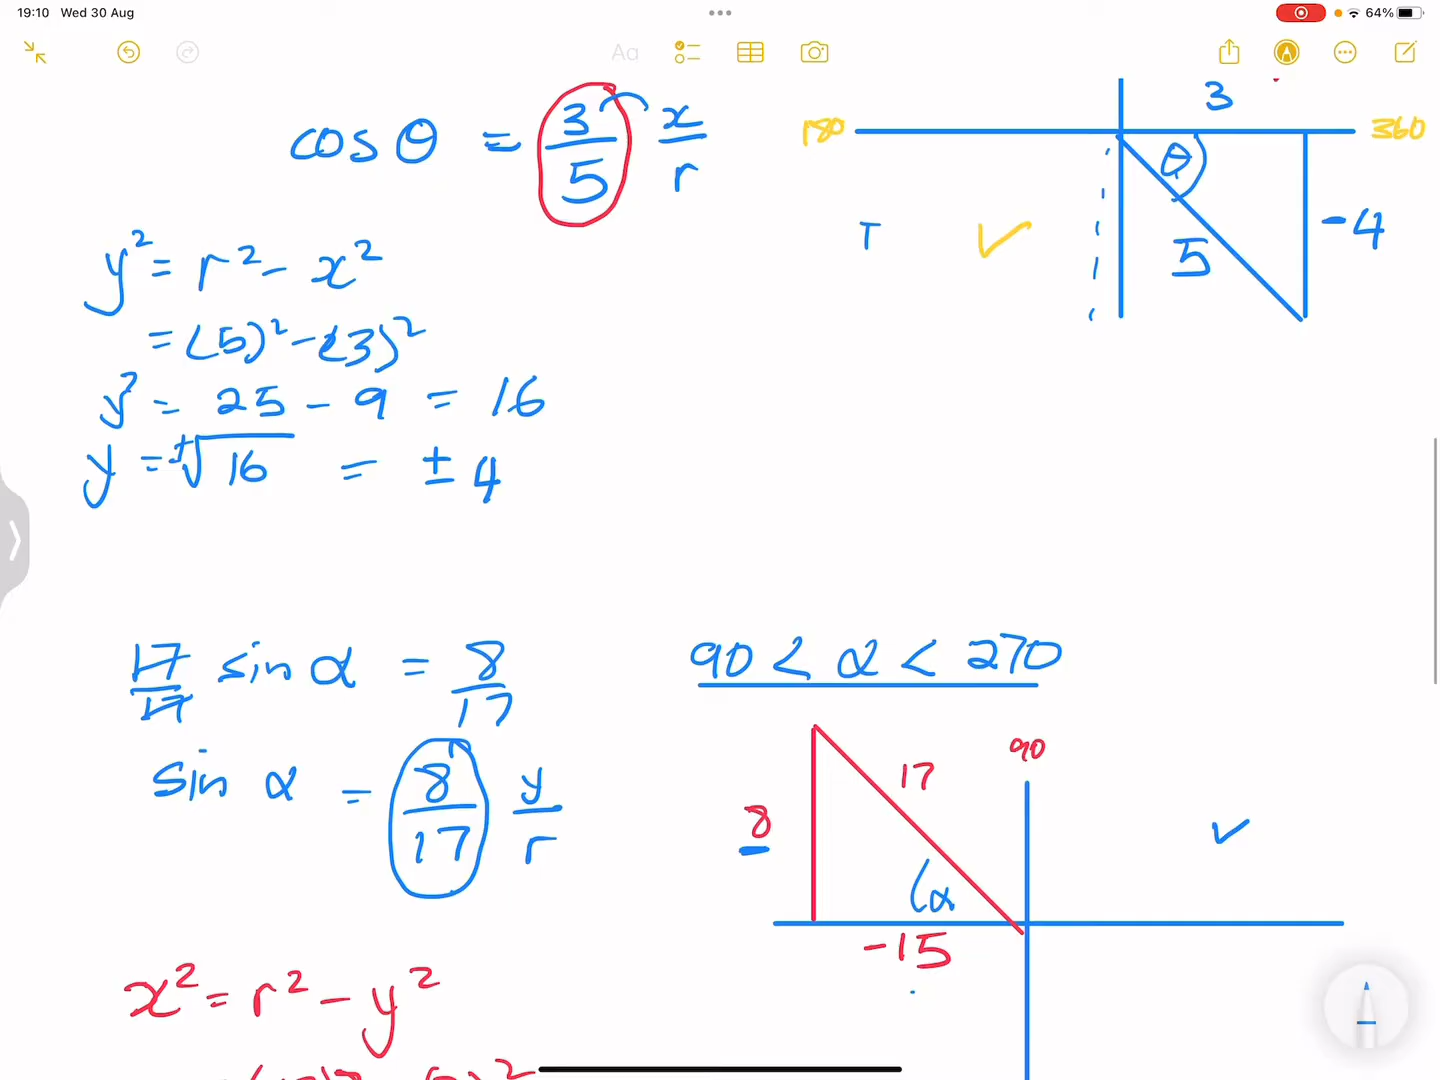 19:10 Wed 30 Aug
64%
Aa
cos θ = 3/5 x/r
3
180
360
θ
T
5
-4
y² = r² - x²
= (5)² - (3)²
y² = 25 - 9 = 16
y = ±√16 = ± 4
17/17 sin α = 8/17
90 < α < 270
sin α = 8/17 y/r
90
17
8
α
-15
x² = r² - y²